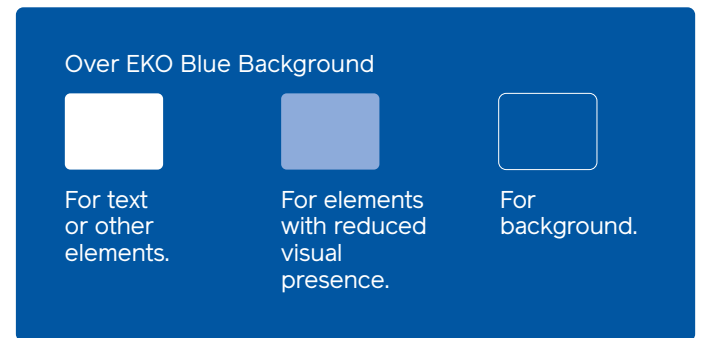 Over EKO Blue Background
For text
or other
elements.
For elements
with reduced
visual
presence.
For
background.